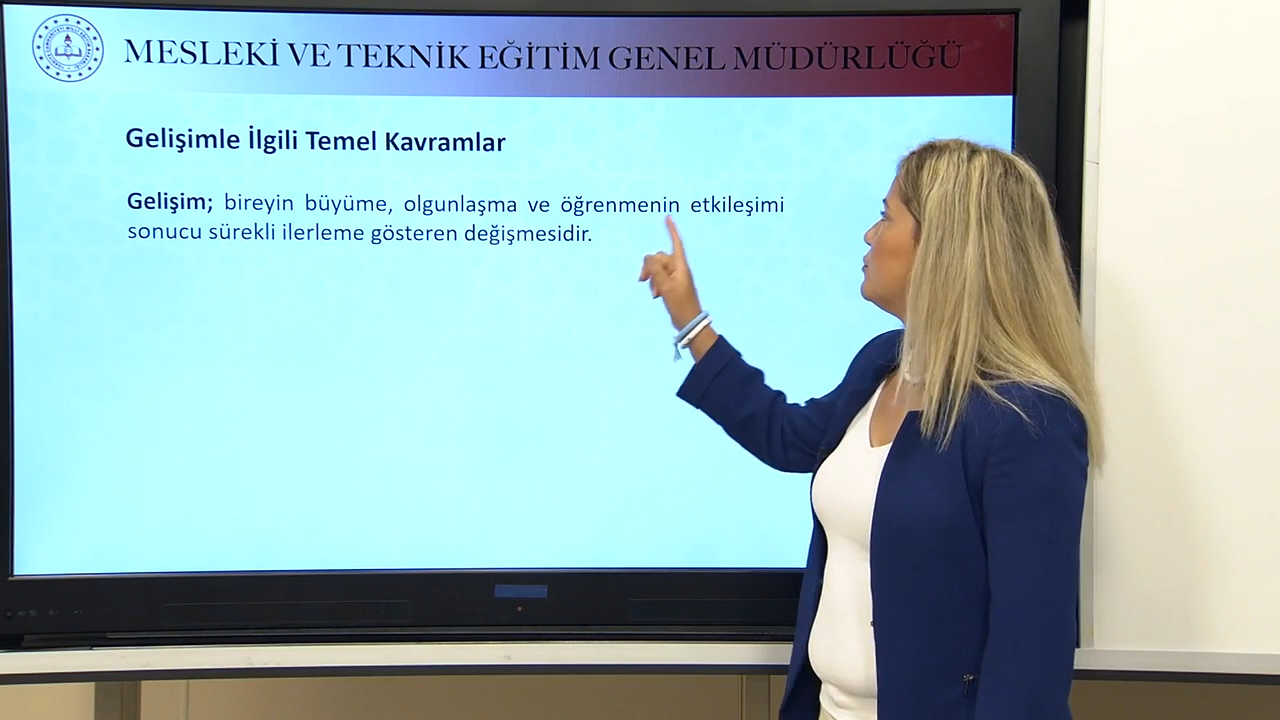 MESLEKİ VE TEKNİK EĞİTİM GENEL MÜDÜRLÜĞÜ
Gelişimle İlgili Temel Kavramlar
Gelişim; bireyin büyüme, olgunlaşma ve öğrenmenin etkileşimi
sonucu sürekli ilerleme gösteren değişmesidir.